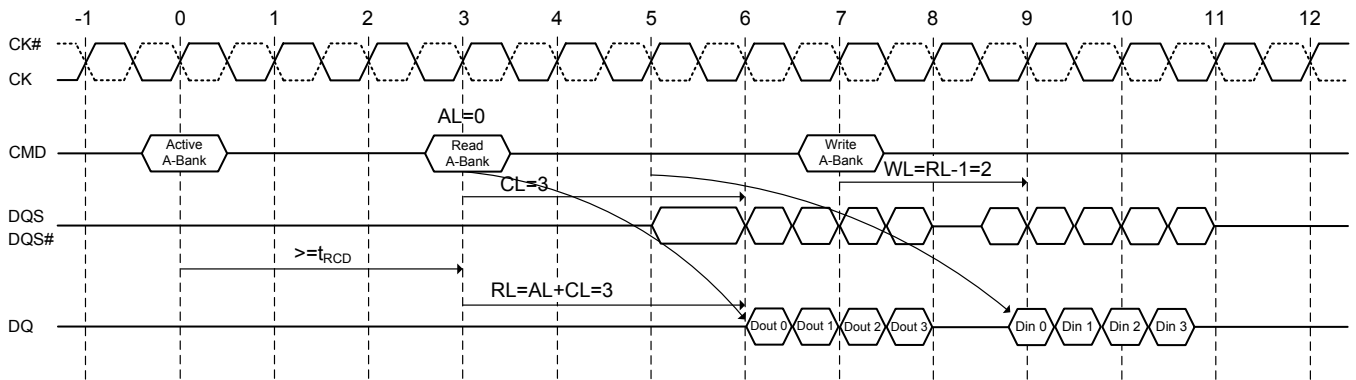 -1 0 1 2 3 4 5 6 7 8 9 10 11 12
CK#
CK
AL=0
CMD
Active
A-Bank
Read
A-Bank
Write
A-Bank
CL=3
WL=RL-1=2
DQS
DQS#
>=tRCD
RL=AL+CL=3
DQ
Dout 0 Dout 1 Dout 2 Dout 3 Din 0 Din 1 Din 2 Din 3